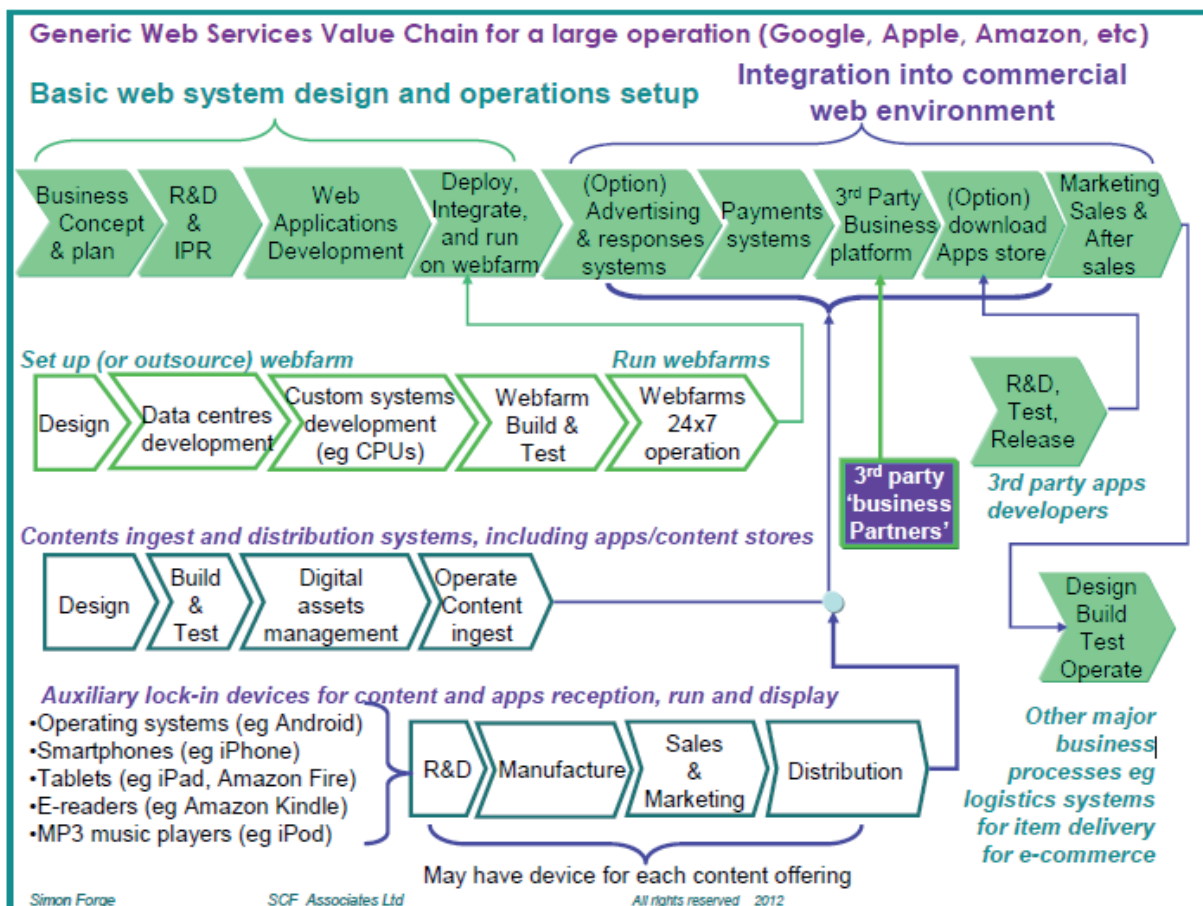 Generic Web Services Value Chain for a large operation (Google, Apple, Amazon, etc)
Basic web system design and operations setup
Integration into commercial
web environment
Business
Concept
& plan
R&D
&
IPR
Web
Applications
Development
Deploy,
Integrate,
and run
on webfarm
(Option)
Advertising
& responses
systems
Payments
systems
3rd Party
Business
platform
(Option)
download
Apps store
Marketing
Sales &
After
sales
Set up (or outsource) webfarm
Run webfarms
Design
Data centres
development
Custom systems
development
(eg CPUs)
Webfarm
Build &
Test
Webfarms
24x7
operation
R&D,
Test,
Release
3rd party apps
developers
3rd party
‘business
Partners’
Contents ingest and distribution systems, including apps/content stores
Design
Build
&
Test
Digital
assets
management
Operate
Content
ingest
Design
Build
Test
Operate
Other major
business
processes eg
logistics systems
for item delivery
for e-commerce
Auxiliary lock-in devices for content and apps reception, run and display
•Operating systems (eg Android)
•Smartphones (eg iPhone)
•Tablets (eg iPad, Amazon Fire)
•E-readers (eg Amazon Kindle)
•MP3 music players (eg iPod)
R&D
Manufacture
Sales
&
Marketing
Distribution
May have device for each content offering
Simon Forge SCF Associates Ltd All rights reserved 2012